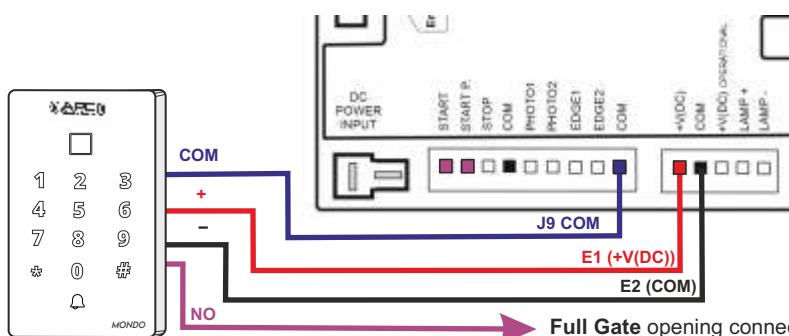 COM
+
−
NO
1 2 3
4 5 6
7 8 9
* 0 #
MONDO
DC
POWER
INPUT
START
START P.
STOP
COM
PHOTO1
PHOTO2
EDGE1
EDGE2
COM
+V(DC)
COM
+V(DC) OPERATIONAL
LAMP +
LAMP -
J9 COM
E1 (+V(DC))
E2 (COM)
Full Gate opening connec